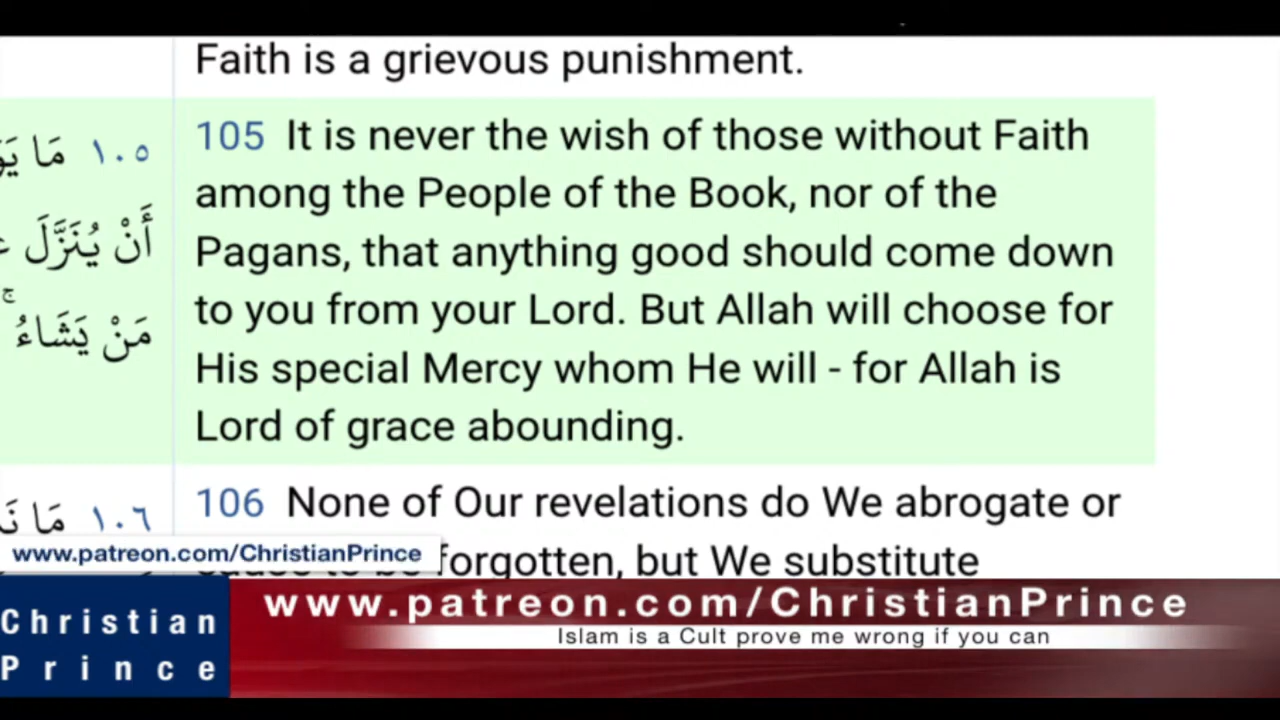 Faith is a grievous punishment.
١٠٥ مَا
أَنْ يُنَزَّلَ
مَنْ يَشَاءُ ۚ
105 It is never the wish of those without Faith
among the People of the Book, nor of the
Pagans, that anything good should come down
to you from your Lord. But Allah will choose for
His special Mercy whom He will - for Allah is
Lord of grace abounding.
١٠٦ مَا
106 None of Our revelations do We abrogate or
forgotten, but We substitute
www.patreon.com/ChristianPrince
Christian
Prince
www.patreon.com/ChristianPrince
Islam is a Cult prove me wrong if you can